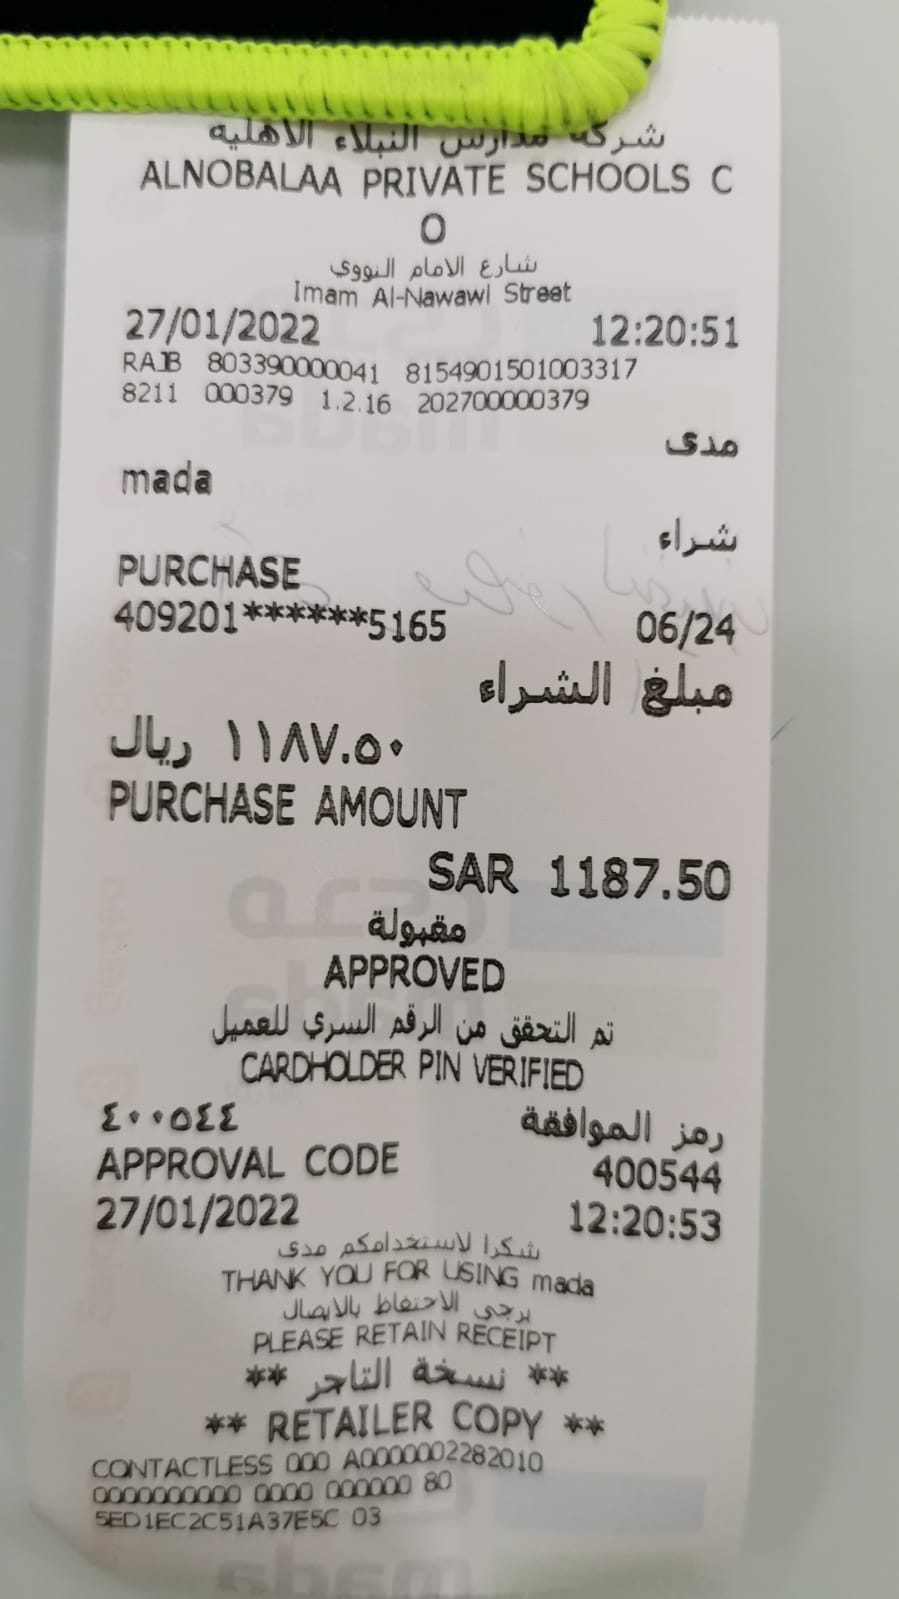 شركة مدارس النبلاء الاهلية
ALNOBALAA PRIVATE SCHOOLS C
O
شارع الامام النووي
Imam Al-Nawawi Street
27/01/2022 12:20:51
RAJB 803390000041 8154901501003317
8211 000379 1.2.16 202700000379
مدى
mada
شراء
PURCHASE
409201******5165 06/24
مبلغ الشراء
١١٨٧.٥٠ ريال
PURCHASE AMOUNT
SAR 1187.50
مقبولة
APPROVED
تم التحقق من الرقم السري للعميل
CARDHOLDER PIN VERIFIED
رمز الموافقة ٤٠٠٥٤٤
APPROVAL CODE 400544
27/01/2022 12:20:53
شكرا لاستخدامكم مدى
THANK YOU FOR USING mada
يرجى الاحتفاظ بالايصال
PLEASE RETAIN RECEIPT
** نسخة التاجر **
** RETAILER COPY **
CONTACTLESS 000 A0000002282010
0000000000 0000 000000 80
5ED1EC2C51A37E5C 03